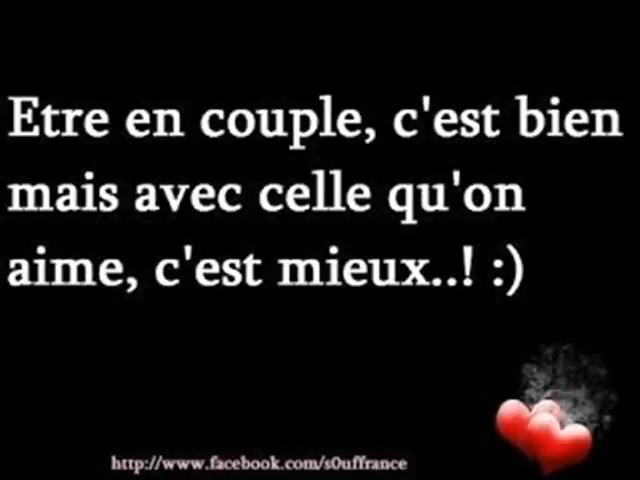 Etre en couple, c'est bien
mais avec celle qu'on
aime, c'est mieux..! :)
http://www.facebook.com/s0uffrance